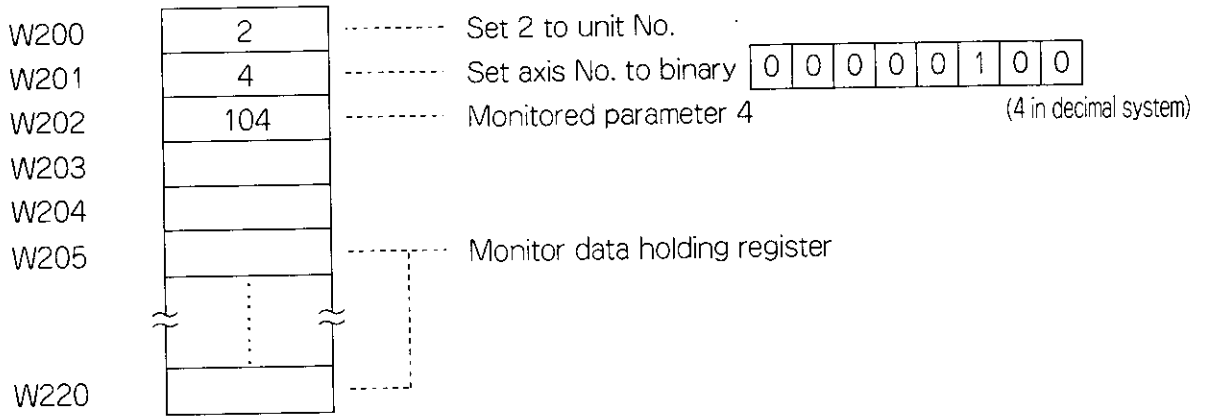 W200 2 Set 2 to unit No.
W201 4 Set axis No. to binary 0 0 0 0 0 1 0 0
W202 104 Monitored parameter 4 (4 in decimal system)
W203
W204
W205 Monitor data holding register
W220